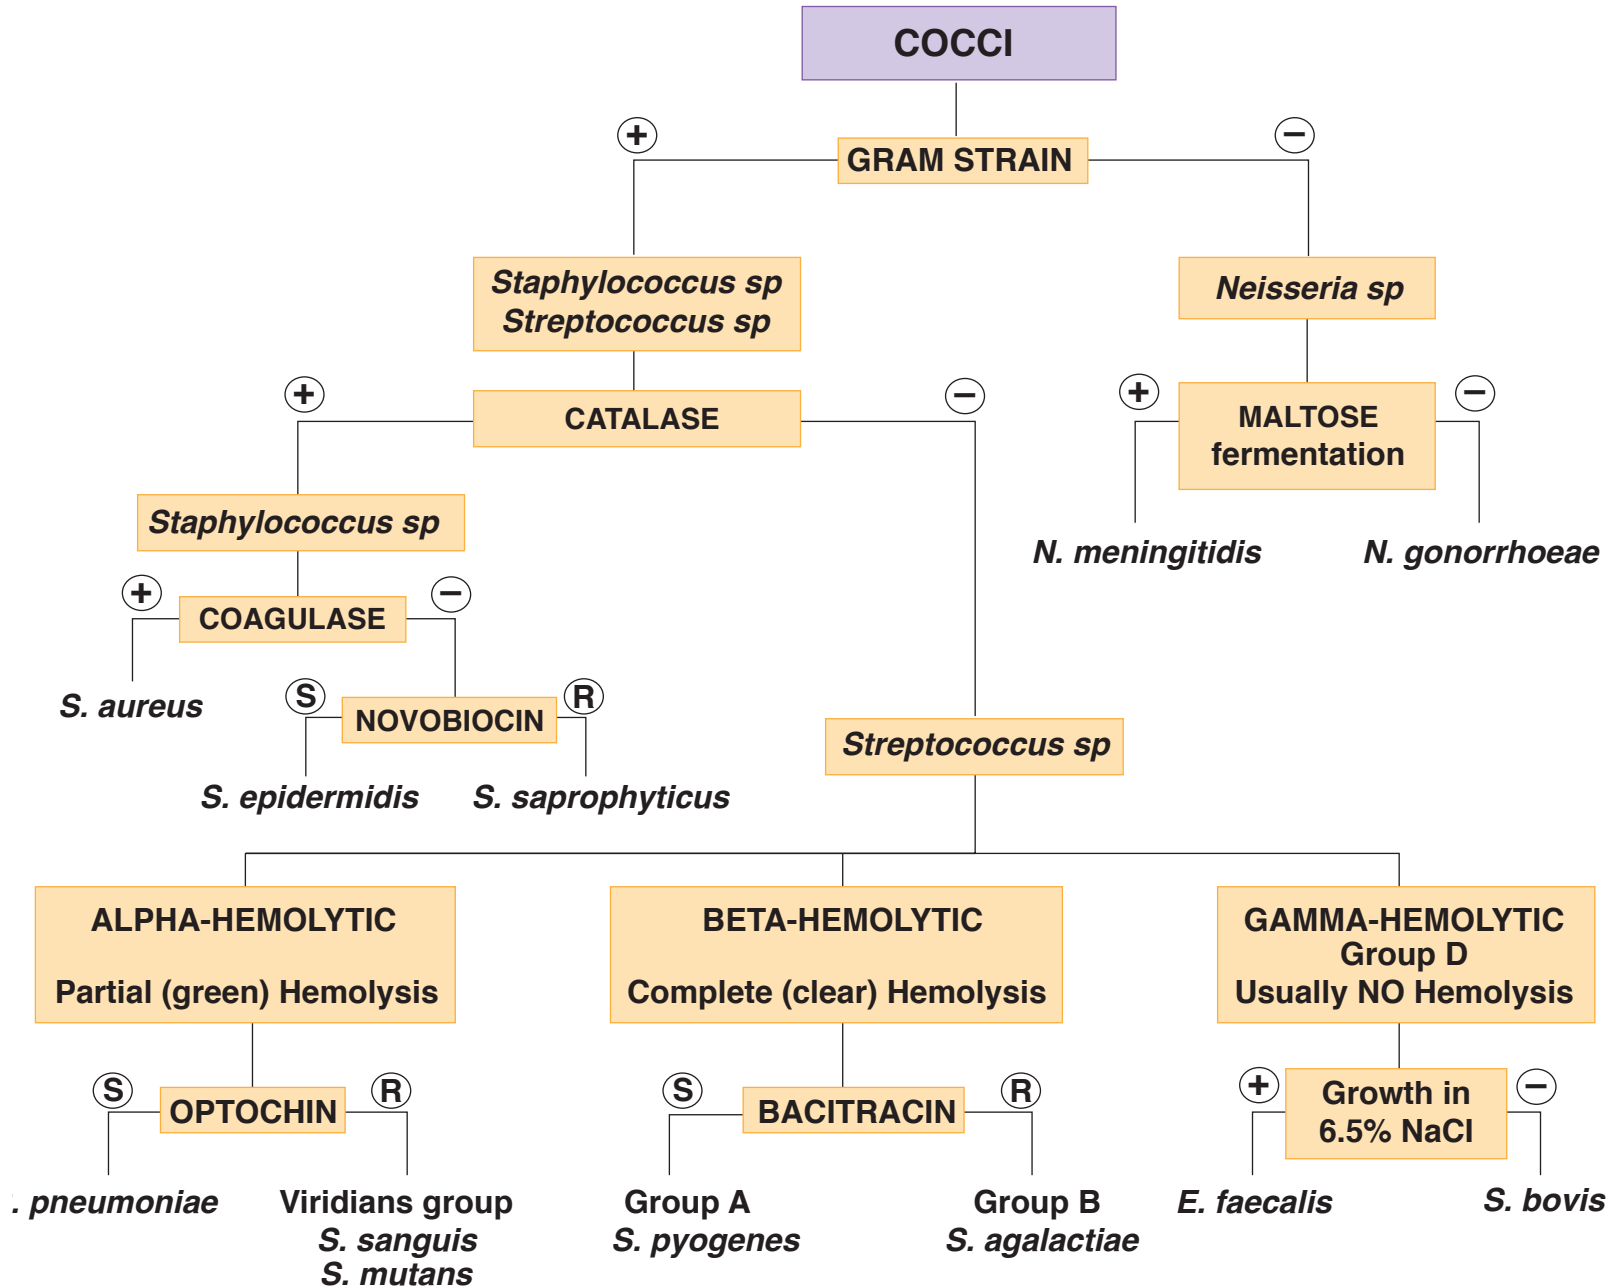 COCCI
+
−
GRAM STRAIN
Staphylococcus sp
Streptococcus sp
Neisseria sp
+
−
CATALASE
+
−
MALTOSE
fermentation
Staphylococcus sp
N. meningitidis
N. gonorrhoeae
+
−
COAGULASE
S. aureus
S
R
NOVOBIOCIN
Streptococcus sp
S. epidermidis
S. saprophyticus
ALPHA-HEMOLYTIC
Partial (green) Hemolysis
BETA-HEMOLYTIC
Complete (clear) Hemolysis
GAMMA-HEMOLYTIC
Group D
Usually NO Hemolysis
S
R
OPTOCHIN
S
R
BACITRACIN
+
−
Growth in
6.5% NaCl
. pneumoniae
Viridians group
S. sanguis
S. mutans
Group A
S. pyogenes
Group B
S. agalactiae
E. faecalis
S. bovis